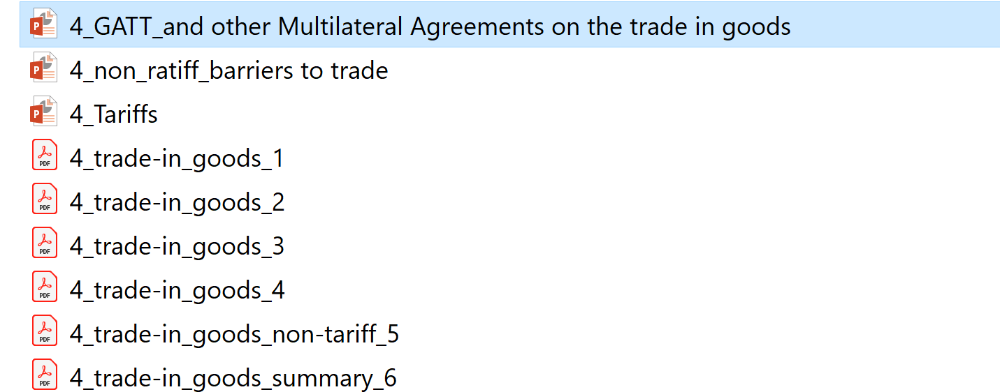 4_GATT_and other Multilateral Agreements on the trade in goods
4_non_ratiff_barriers to trade
4_Tariffs
4_trade-in_goods_1
4_trade-in_goods_2
4_trade-in_goods_3
4_trade-in_goods_4
4_trade-in_goods_non-tariff_5
4_trade-in_goods_summary_6